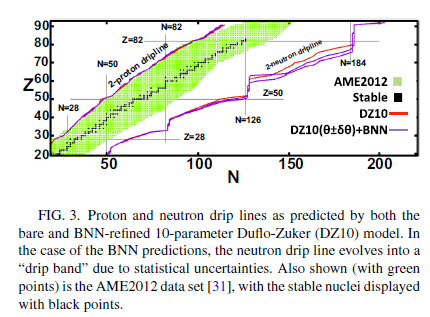 90
80
70
60
50
40
30
20
Z
N=82
Z=82
2-proton dripline
N=50
N=28
2-neutron dripline
N=184
Z=50
N=126
Z=28
AME2012
Stable
DZ10
DZ10(θ±δθ)+BNN
50
100
150
200
N
FIG. 3. Proton and neutron drip lines as predicted by both the
bare and BNN-refined 10-parameter Duflo-Zuker (DZ10) model. In
the case of the BNN predictions, the neutron drip line evolves into a
“drip band” due to statistical uncertainties. Also shown (with green
points) is the AME2012 data set [31], with the stable nuclei displayed
with black points.